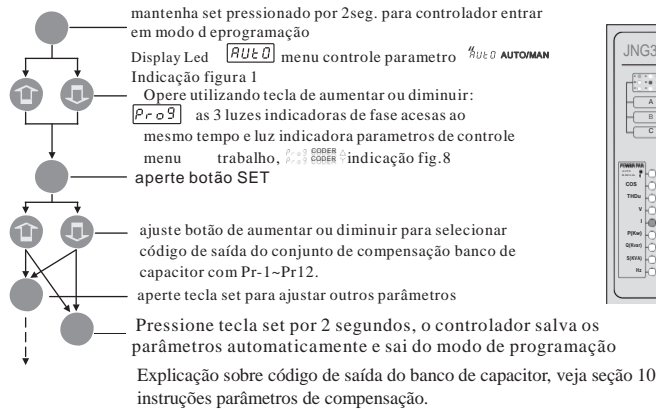 mantenha set pressionado por 2seg. para controlador entrar
em modo d eprogramação
Display Led AUtO menu controle parametro AUtO AUTO/MAN
Indicação figura 1
Opere utilizando tecla de aumentar ou diminuir:
Pro9 as 3 luzes indicadoras de fase acesas ao
mesmo tempo e luz indicadora parametros de controle
menu trabalho, Pro9 CODER indicação fig.8
aperte botão SET
ajuste botão de aumentar ou diminuir para selecionar
código de saída do conjunto de compensação banco de
capacitor com Pr-1~Pr12.
aperte tecla set para ajustar outros parâmetros
Pressione tecla set por 2 segundos, o controlador salva os
parâmetros automaticamente e sai do modo de programação
Explicação sobre código de saída do banco de capacitor, veja seção 10
instruções parâmetros de compensação.
JNG3
A
B
C
POWER FAR
COS
THDu
V
I
P(Kw)
Q(Kvar)
S(KVA)
Hz